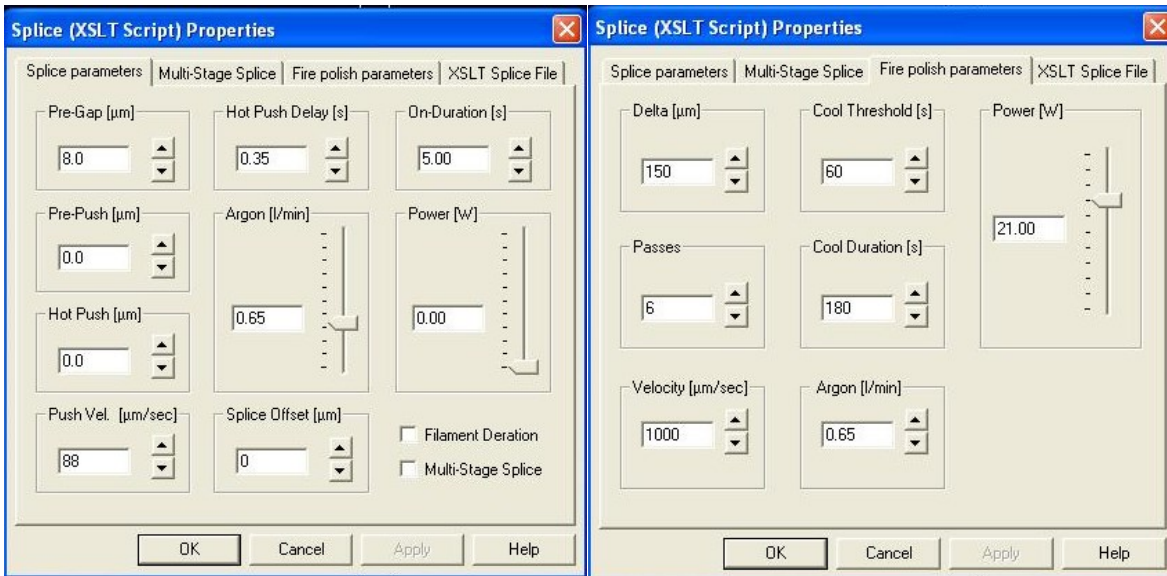 Splice (XSLT Script) Properties
Splice parameters Multi-Stage Splice Fire polish parameters XSLT Splice File
Pre-Gap [µm] Hot Push Delay [s] On-Duration [s]
8.0 0.35 5.00
Pre-Push [µm] Argon [l/min] Power [W]
0.0
Hot Push [µm]
0.65 0.00
0.0
Push Vel. [µm/sec] Splice Offset [µm]
Filament Deration
88 0
Multi-Stage Splice
OK Cancel Apply Help
Splice (XSLT Script) Properties
Splice parameters Multi-Stage Splice Fire polish parameters XSLT Splice File
Delta [µm] Cool Threshold [s] Power [W]
150 60
21.00
Passes Cool Duration [s]
6 180
Velocity [µm/sec] Argon [l/min]
1000 0.65
OK Cancel Apply Help